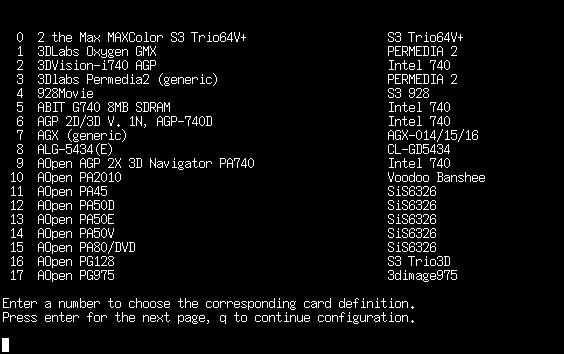 0 2 the Max MAXColor S3 Trio64V+ S3 Trio64V+
1 3DLabs Oxygen GMX PERMEDIA 2
2 3DVision-i740 AGP Intel 740
3 3Dlabs Permedia2 (generic) PERMEDIA 2
4 928Movie S3 928
5 ABIT G740 8MB SDRAM Intel 740
6 AGP 2D/3D V. 1N, AGP-740D Intel 740
7 AGX (generic) AGX-014/15/16
8 ALG-5434(E) CL-GD5434
9 AOpen AGP 2X 3D Navigator PA740 Intel 740
10 AOpen PA2010 Voodoo Banshee
11 AOpen PA45 SiS6326
12 AOpen PA50D SiS6326
13 AOpen PA50E SiS6326
14 AOpen PA50V SiS6326
15 AOpen PA80/DVD SiS6326
16 AOpen PG128 S3 Trio3D
17 AOpen PG975 3dimage975
Enter a number to choose the corresponding card definition.
Press enter for the next page, q to continue configuration.